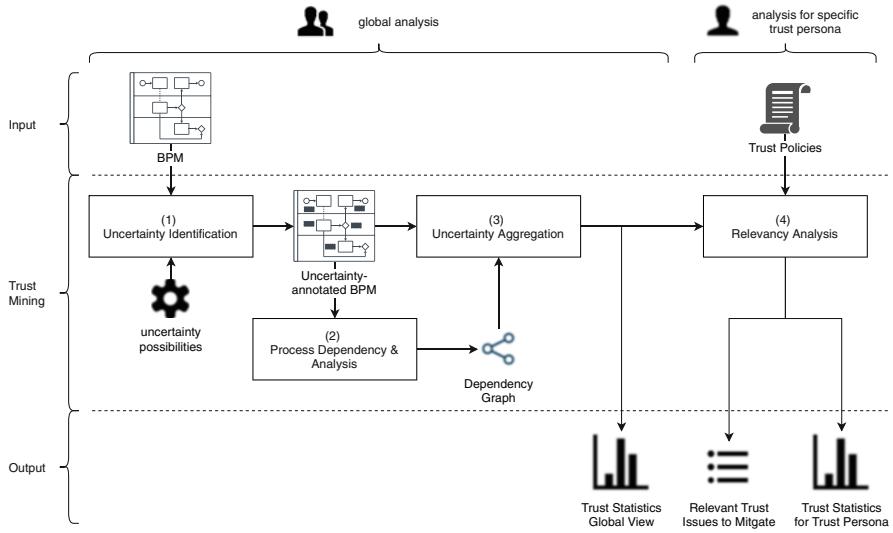 global analysis
analysis for specific
trust persona
Input
BPM
Trust Policies
(1)
Uncertainty Identification
(3)
Uncertainty Aggregation
(4)
Relevancy Analysis
Uncertainty-
annotated BPM
Trust
Mining
uncertainty
possibilities
(2)
Process Dependency &
Analysis
Dependency
Graph
Output
Trust Statistics
Global View
Relevant Trust
Issues to Mitgate
Trust Statistics
for Trust Persona